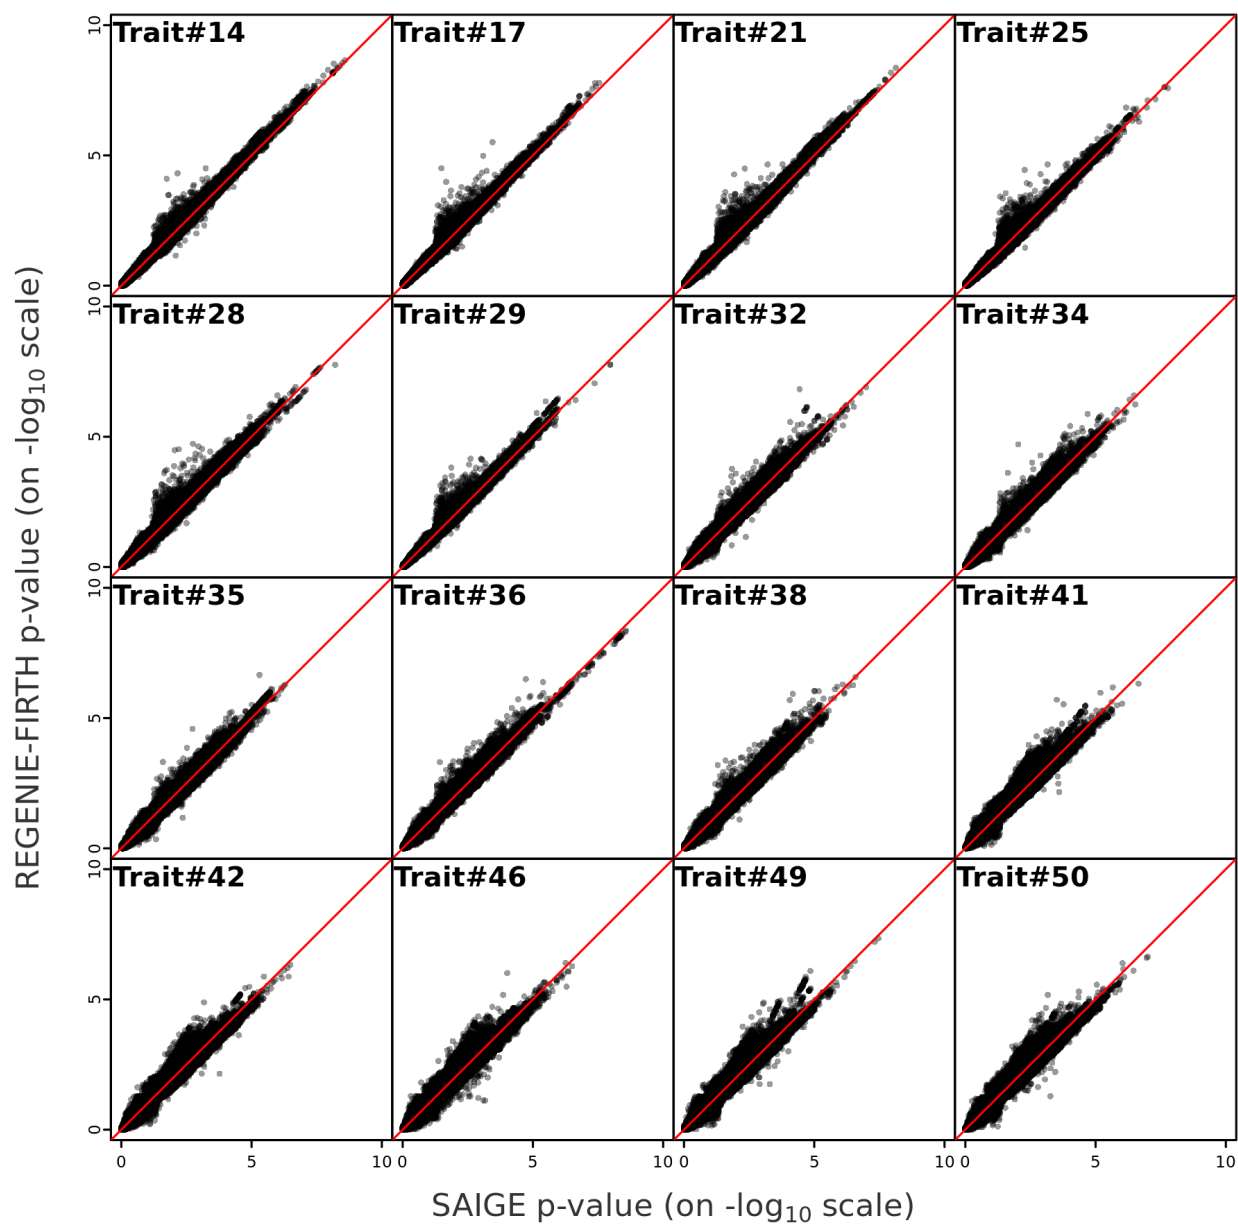 Trait#14 Trait#17 Trait#21 Trait#25
10
5
0
Trait#28 Trait#29 Trait#32 Trait#34
10
5
0
Trait#35 Trait#36 Trait#38 Trait#41
10
5
0
Trait#42 Trait#46 Trait#49 Trait#50
10
5
0
0 5 10 0 5 10 0 5 10 0 5 10
REGENIE-FIRTH p-value (on -log₁₀ scale)
SAIGE p-value (on -log₁₀ scale)